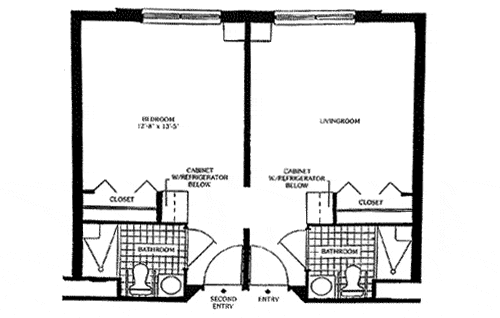 BEDROOM
12'-8" x 13'-5"
LIVINGROOM
CABINET
W/REFRIGERATOR
BELOW
CABINET
W/REFRIGERATOR
BELOW
CLOSET
CLOSET
BATHROOM
BATHROOM
SECOND
ENTRY
ENTRY